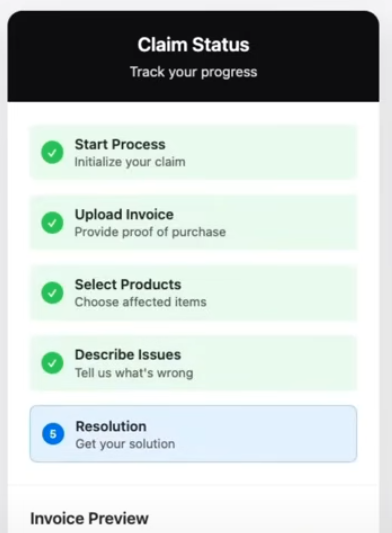 Claim Status
Track your progress
Start Process
Initialize your claim
Upload Invoice
Provide proof of purchase
Select Products
Choose affected items
Describe Issues
Tell us what's wrong
5
Resolution
Get your solution
Invoice Preview